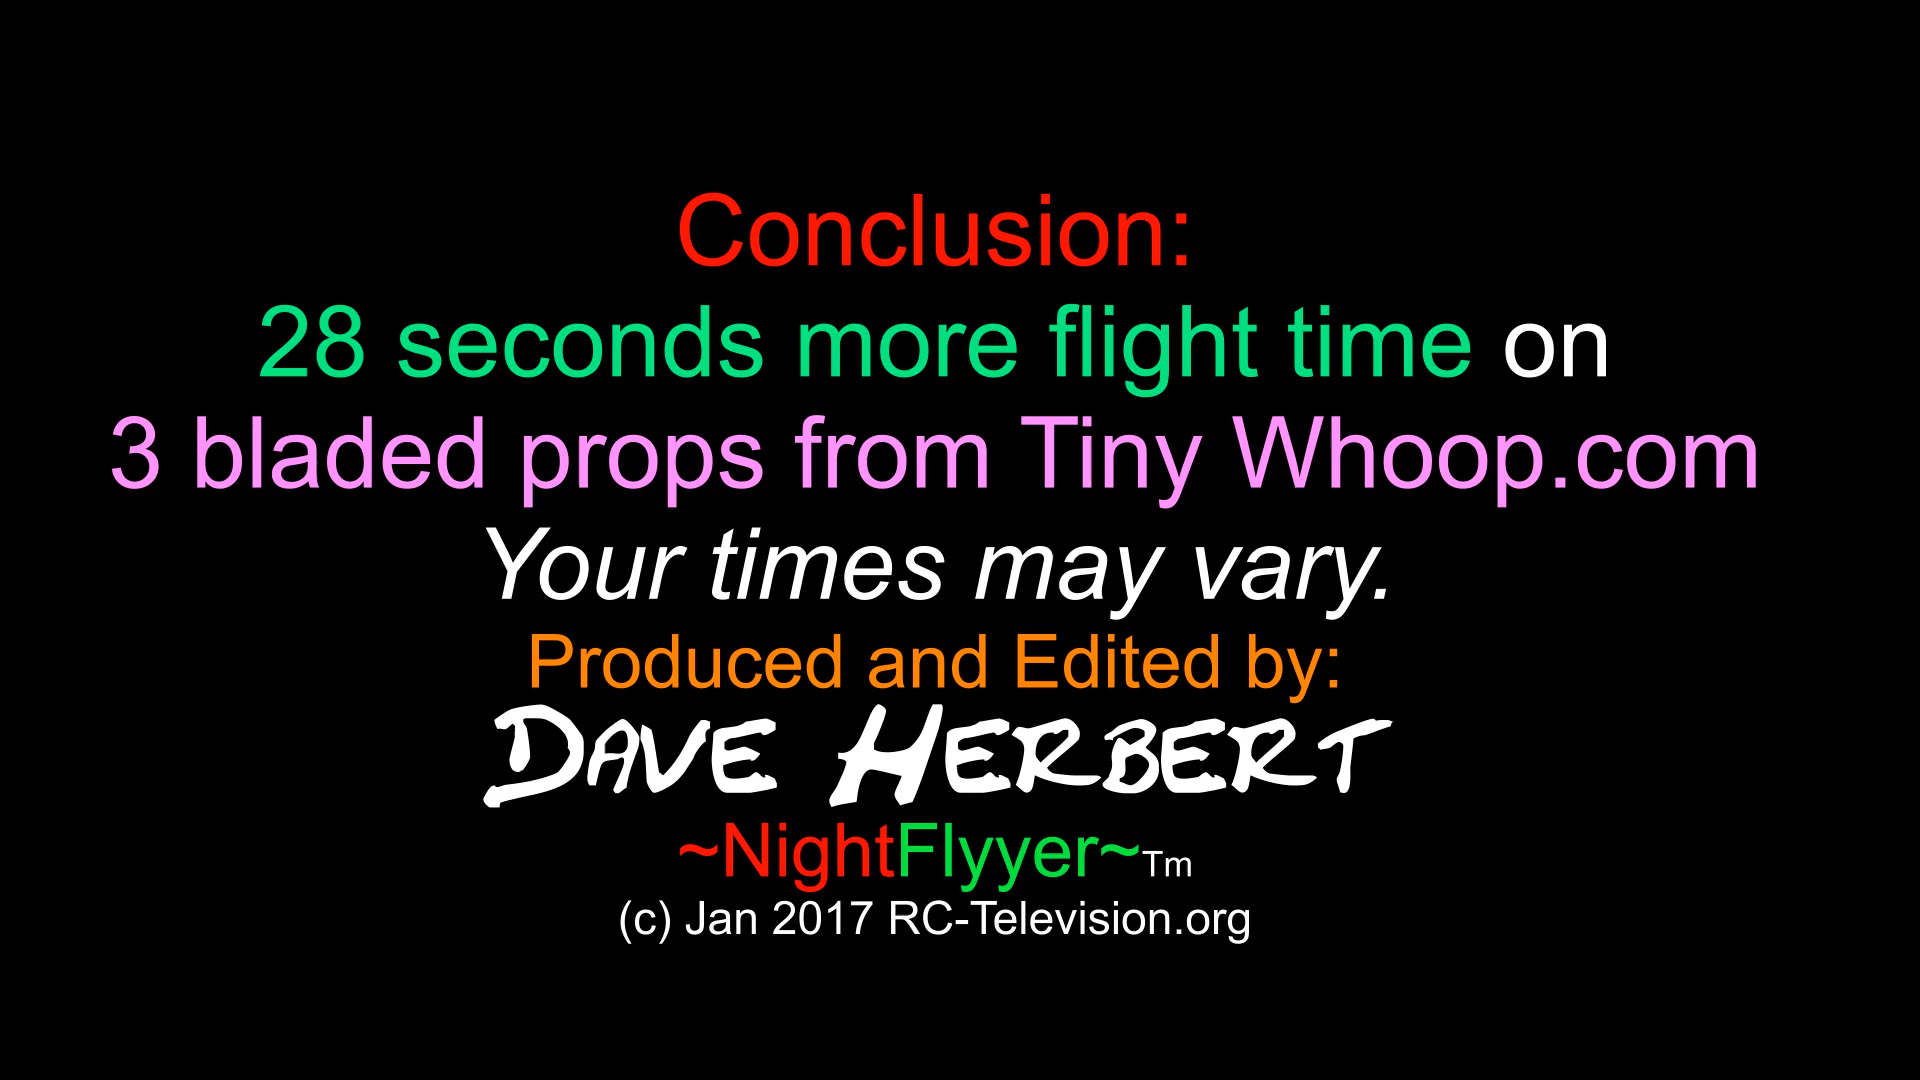 Conclusion:
28 seconds more flight time on
3 bladed props from Tiny Whoop.com
Your times may vary.
Produced and Edited by:
DAVE HERBERT
~NightFlyyer~Tm
(c) Jan 2017 RC-Television.org